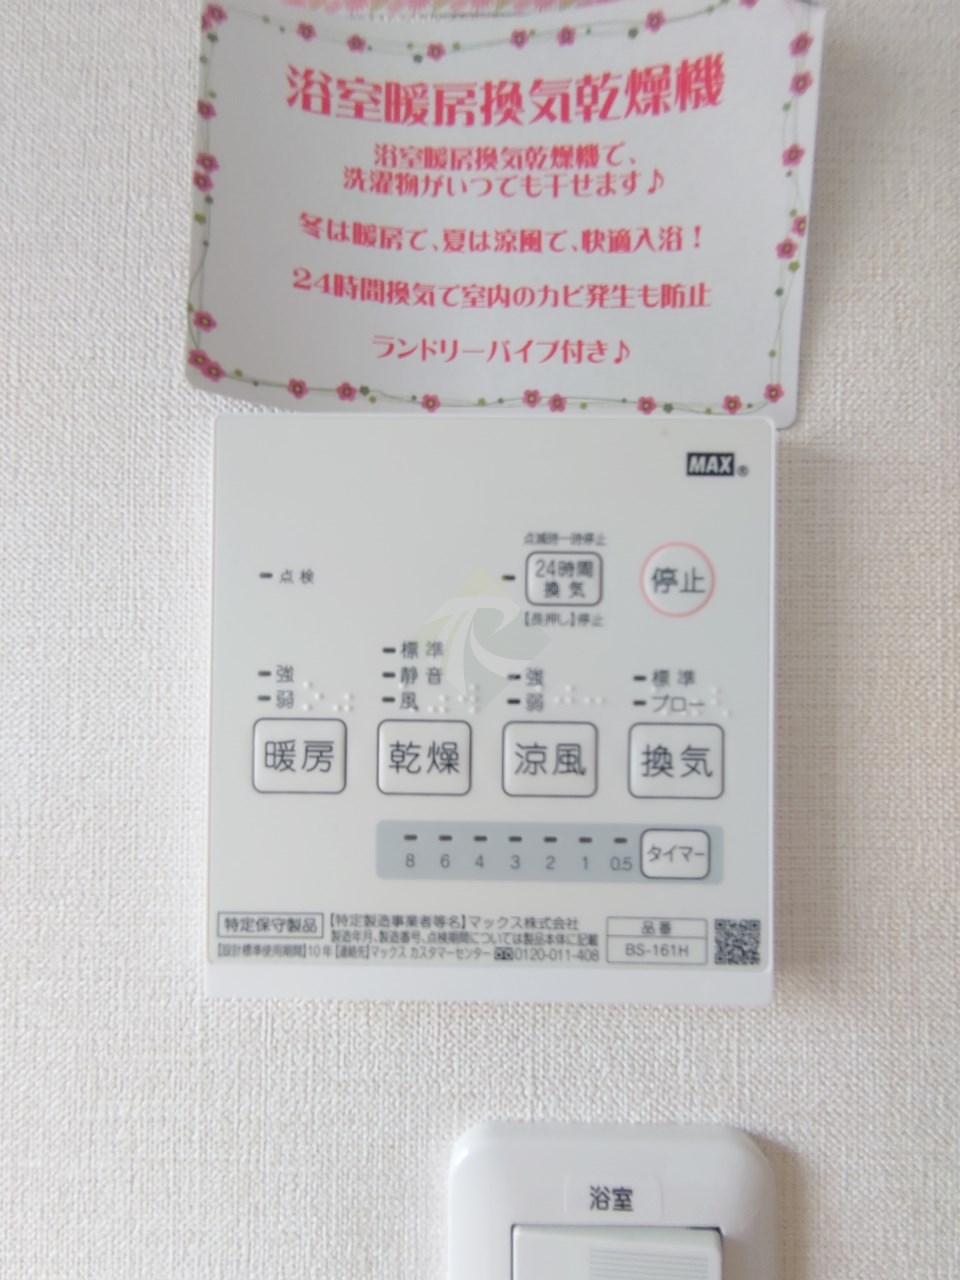 浴室暖房換気乾燥機
浴室暖房換気乾燥機で、
洗濯物がいつでも干せます♪
冬は暖房で、夏は涼風で、快適入浴！
24時間換気で室内のカビ発生も防止
ランドリーパイプ付き♪
MAX®
点滅時一時停止
点検
24時間
換気
停止
【長押し】停止
強
弱
標準
静音
風
強
弱
標準
ブロー
暖房
乾燥
涼風
換気
8 6 4 3 2 1 0.5
タイマー
特定保守製品
【特定製造事業者等名】マックス株式会社
製造年月、製造番号、点検期間については製品本体に記載
【設計標準使用期間】10年【連絡先】マックス カスタマーセンター 0120-011-408
品番
BS-161H
浴室